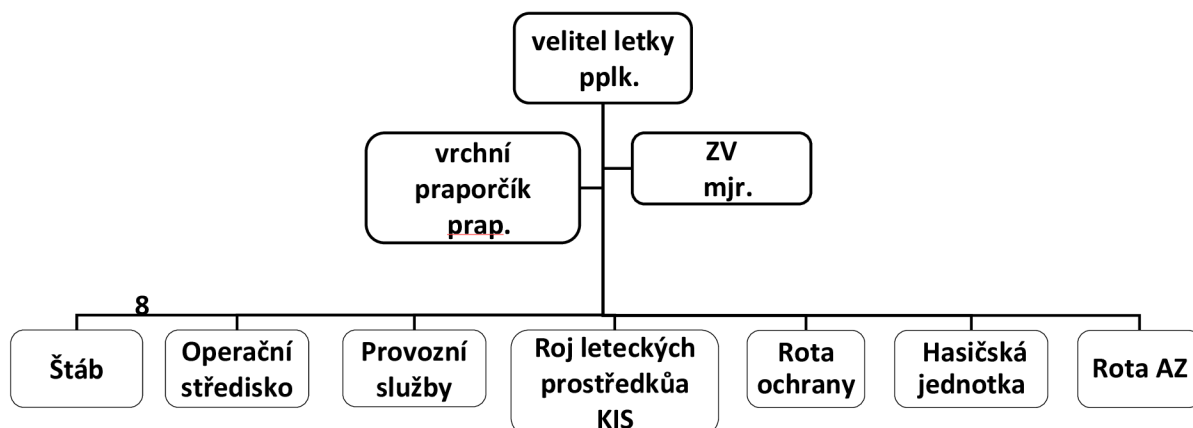 velitel letky
pplk.
vrchní
praporčík
prap.
ZV
mjr.
8
Štáb
Operační
středisko
Provozní
služby
Roj leteckých
prostředkůa
KIS
Rota
ochrany
Hasičská
jednotka
Rota AZ